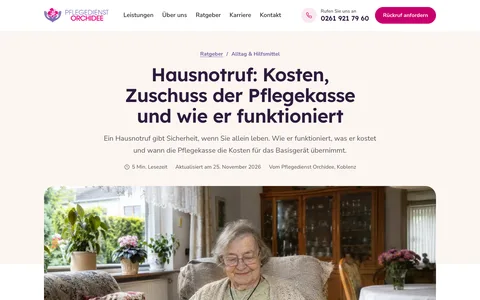 PFLEGEDIENST
ORCHIDEE
Leistungen Über uns Ratgeber Karriere Kontakt
Rufen Sie uns an
0261 921 79 60
Rückruf anfordern
Ratgeber / Alltag & Hilfsmittel
Hausnotruf: Kosten,
Zuschuss der Pflegekasse
und wie er funktioniert
Ein Hausnotruf gibt Sicherheit, wenn Sie allein leben. Wie er funktioniert, was er kostet
und wann die Pflegekasse die Kosten für das Basisgerät übernimmt.
5 Min. Lesezeit Aktualisiert am 25. November 2026 Vom Pflegedienst Orchidee, Koblenz